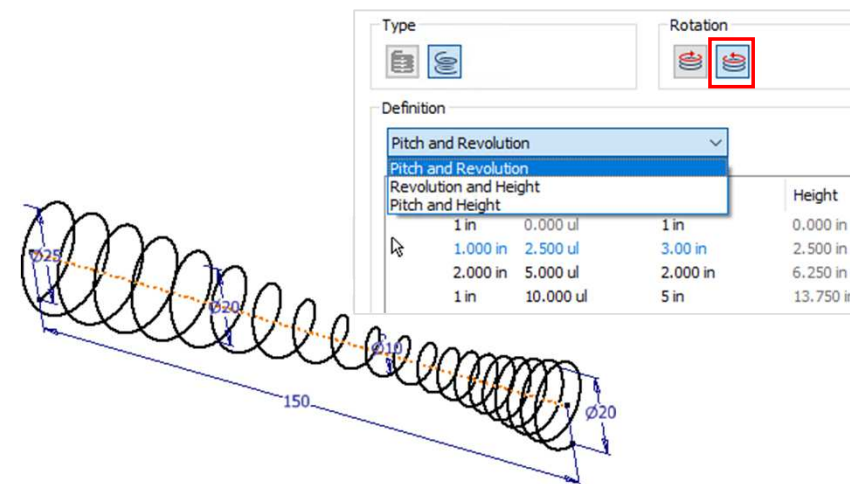 Type
Rotation
Definition
Pitch and Revolution
Pitch and Revolution
Revolution and Height
Pitch and Height
Height
1 in 0.000 ul 1 in 0.000 in
1.000 in 2.500 ul 3.00 in 2.500 in
2.000 in 5.000 ul 2.000 in 6.250 in
1 in 10.000 ul 5 in 13.750 in
Ø25
Ø20
Ø10
150
Ø20